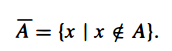 A̅ = {x | x ∉ A}.